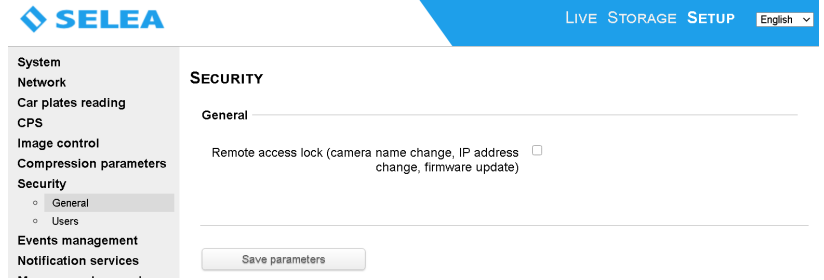 SELEA
LIVE STORAGE SETUP English
System
Network
Car plates reading
CPS
Image control
Compression parameters
Security
General
Users
Events management
Notification services
SECURITY
General
Remote access lock (camera name change, IP address
change, firmware update)
Save parameters